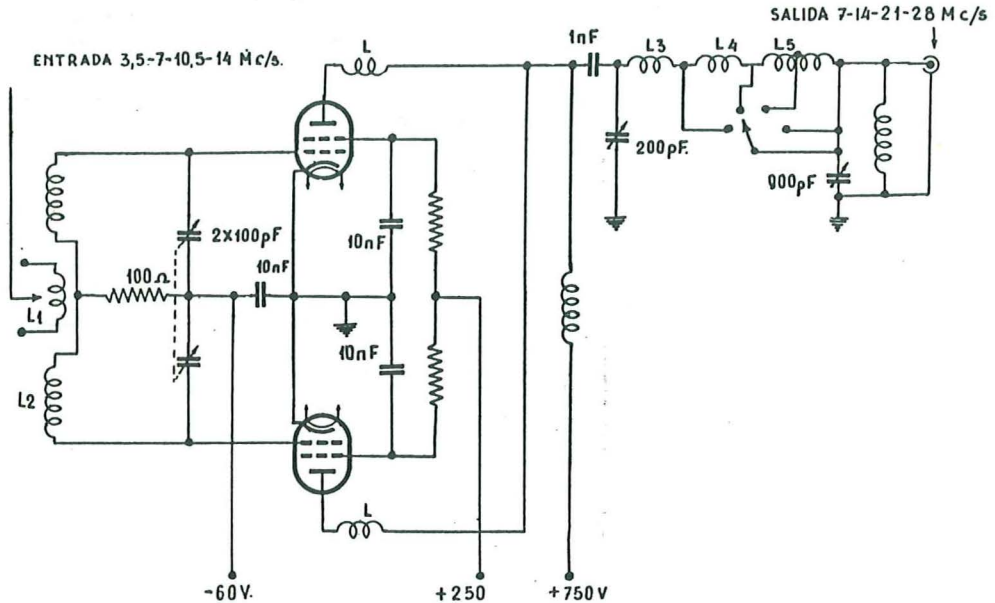 SALIDA 7-14-21-28 Mc/s
ENTRADA 3,5-7-10,5-14 Mc/s.
L
1nF
L3
L4
L5
200pF.
900pF
2X100pF
10nF
10nF
100Ω
L1
10nF
L2
L
-60V.
+250
+750V